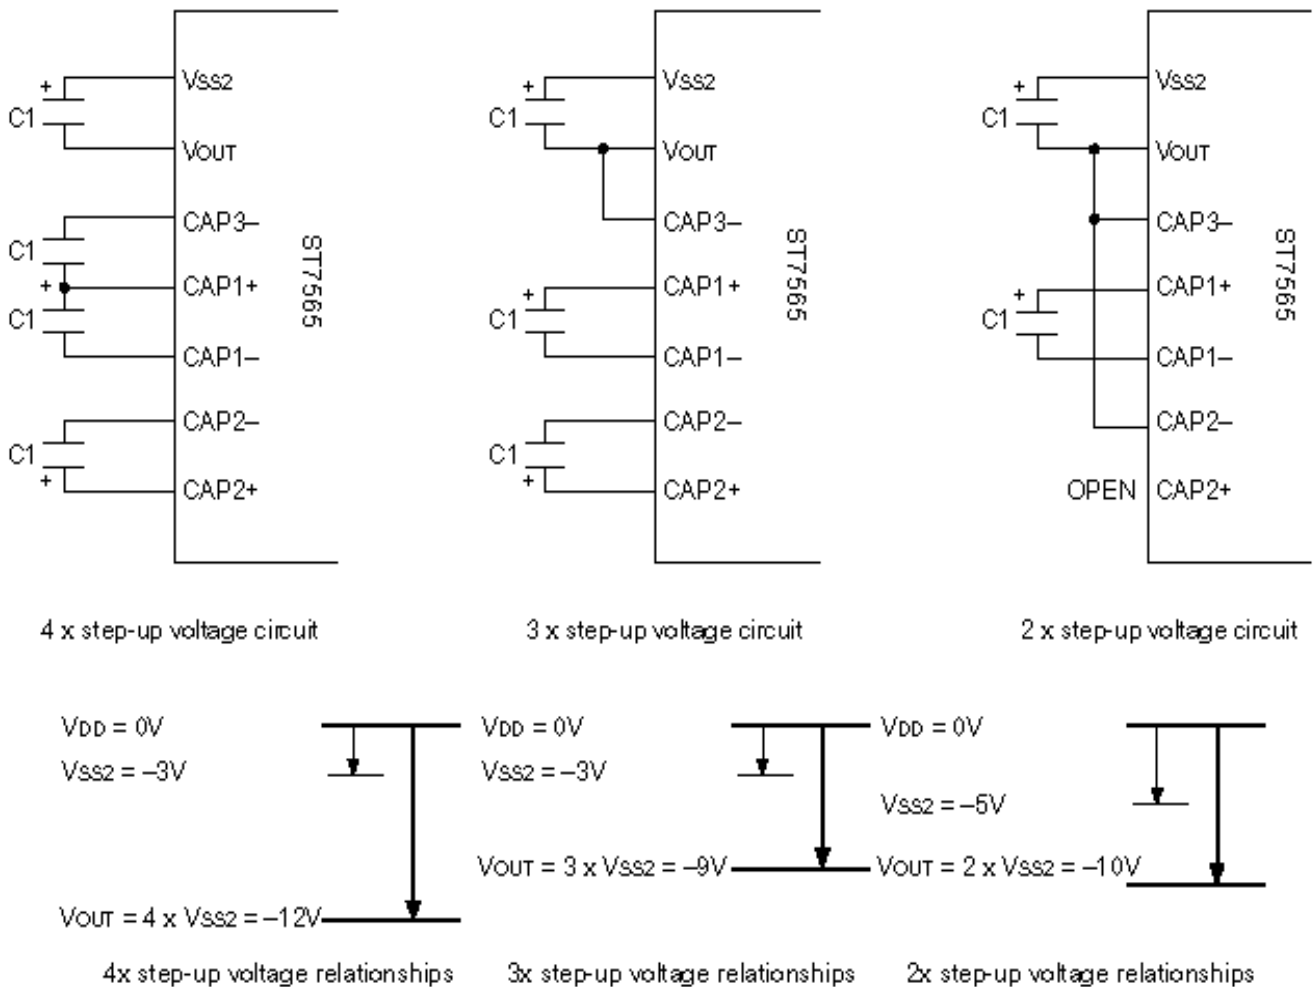 VSS2
+
C1
VOUT
CAP3–
C1
+
CAP1+
C1
CAP1–
CAP2–
C1
+
CAP2+
ST7565
4 x step-up voltage circuit
VSS2
+
C1
VOUT
CAP3–
CAP1+
+
C1
CAP1–
CAP2–
C1
+
CAP2+
ST7565
3 x step-up voltage circuit
VSS2
+
C1
VOUT
CAP3–
CAP1+
+
C1
CAP1–
CAP2–
OPEN CAP2+
ST7565
2 x step-up voltage circuit
VDD = 0V
VSS2 = –3V
VOUT = 4 x VSS2 = –12V
4x step-up voltage relationships
VDD = 0V
VSS2 = –3V
VOUT = 3 x VSS2 = –9V
3x step-up voltage relationships
VDD = 0V
VSS2 = –5V
VOUT = 2 x VSS2 = –10V
2x step-up voltage relationships